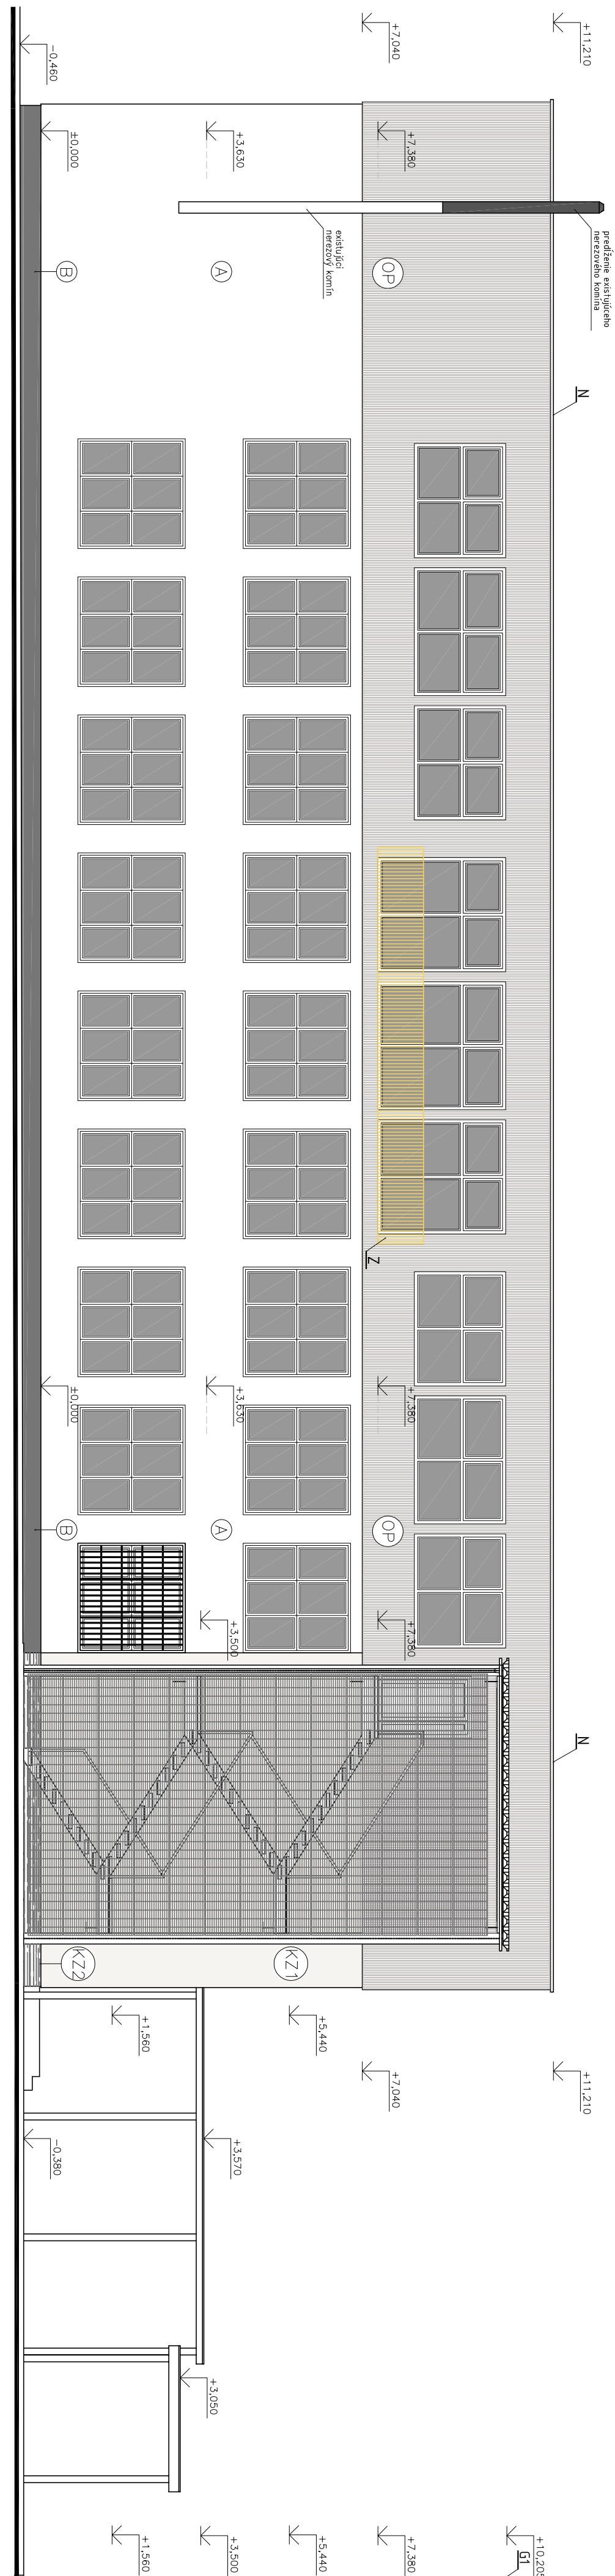 +11,210
predĺženie existujúceho
nerezového komína
N
N
+11,210
+10,205
G1
+7,040
+7,380
OP
Z
+7,380
OP
+7,380
+7,040
+7,380
existujúci
nerezový komín
KZ1
+5,440
+5,440
+3,630
A
+3,630
A
+3,500
+3,570
+3,050
+3,500
+1,560
+1,560
±0,000
B
±0,000
B
KZ2
-0,460
-0,380